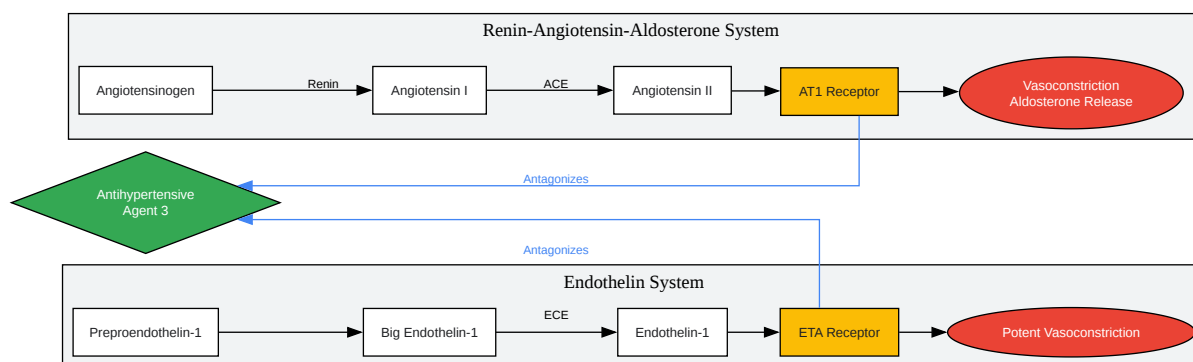 Renin-Angiotensin-Aldosterone System
Angiotensinogen
Renin
Angiotensin I
ACE
Angiotensin II
AT1 Receptor
Vasoconstriction
Aldosterone Release
Antagonizes
Antihypertensive
Agent 3
Antagonizes
Endothelin System
Preproendothelin-1
Big Endothelin-1
ECE
Endothelin-1
ETA Receptor
Potent Vasoconstriction